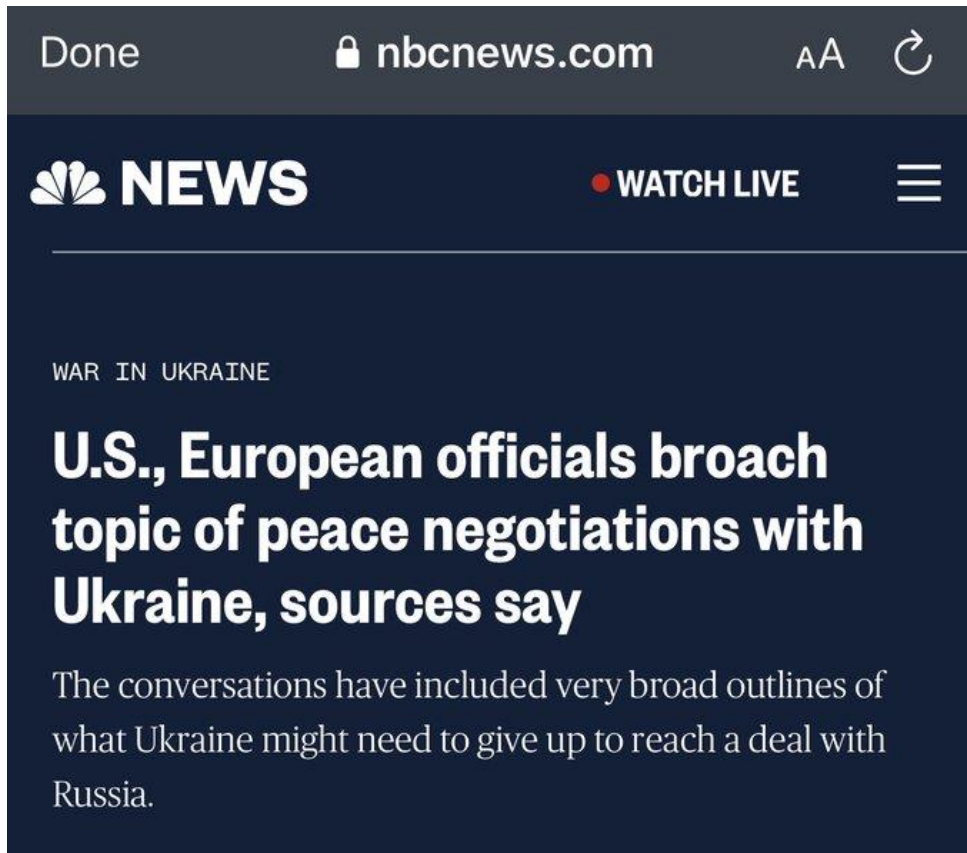 Done nbcnews.com AA
NEWS WATCH LIVE
WAR IN UKRAINE
U.S., European officials broach
topic of peace negotiations with
Ukraine, sources say
The conversations have included very broad outlines of
what Ukraine might need to give up to reach a deal with
Russia.